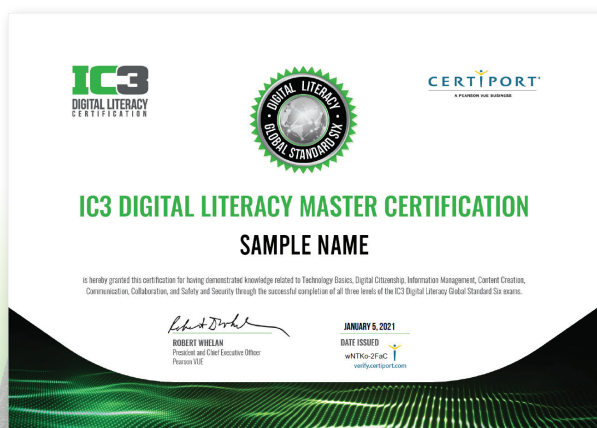 IC3
DIGITAL LITERACY
CERTIFICATION
DIGITAL LITERACY
GLOBAL STANDARD SIX
CERTIPORT
A PEARSON VUE BUSINESS
IC3 DIGITAL LITERACY MASTER CERTIFICATION
SAMPLE NAME
is hereby granted this certification for having demonstrated knowledge related to Technology Basics, Digital Citizenship, Information Management, Content Creation,
Communication, Collaboration, and Safety and Security through the successful completion of all three levels of the IC3 Digital Literacy Global Standard Six exams.
ROBERT WHELAN
President and Chief Executive Officer
Pearson VUE
JANUARY 5, 2021
DATE ISSUED
wNTKo-2FaC
verify.certiport.com